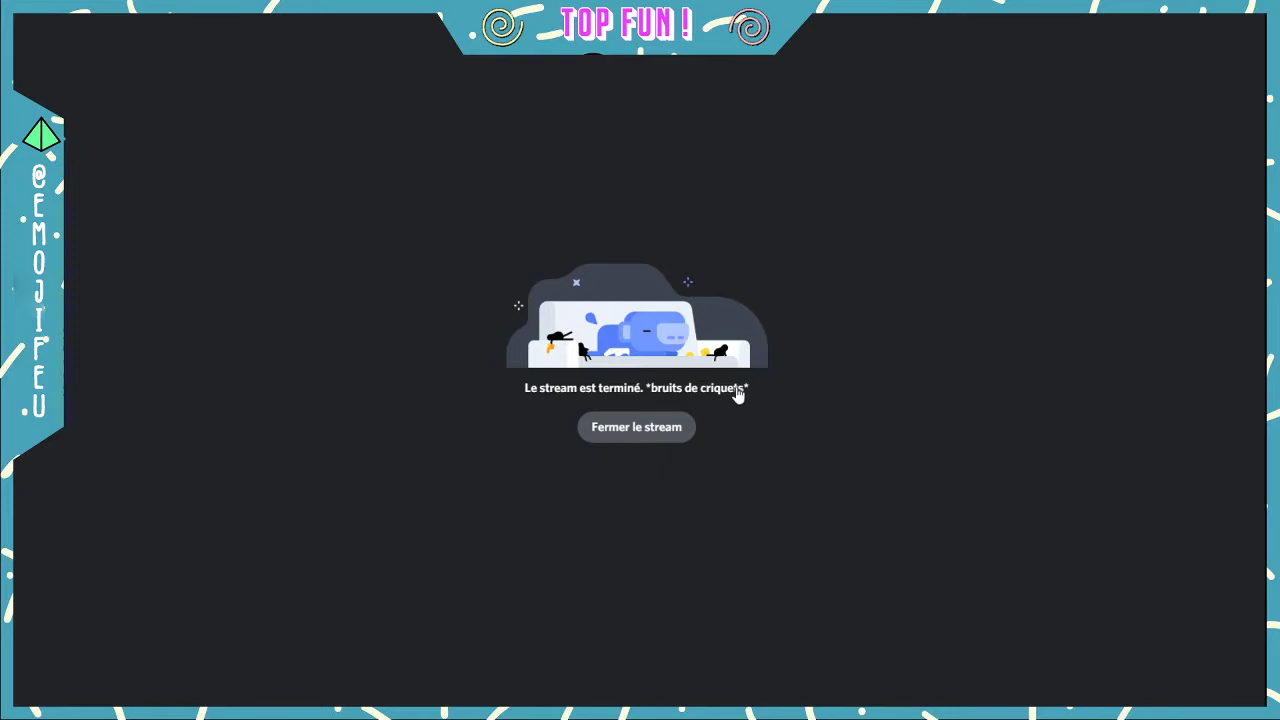 TOP FUN !
@EMOJIFEU
Le stream est terminé. *bruits de criquets*
Fermer le stream